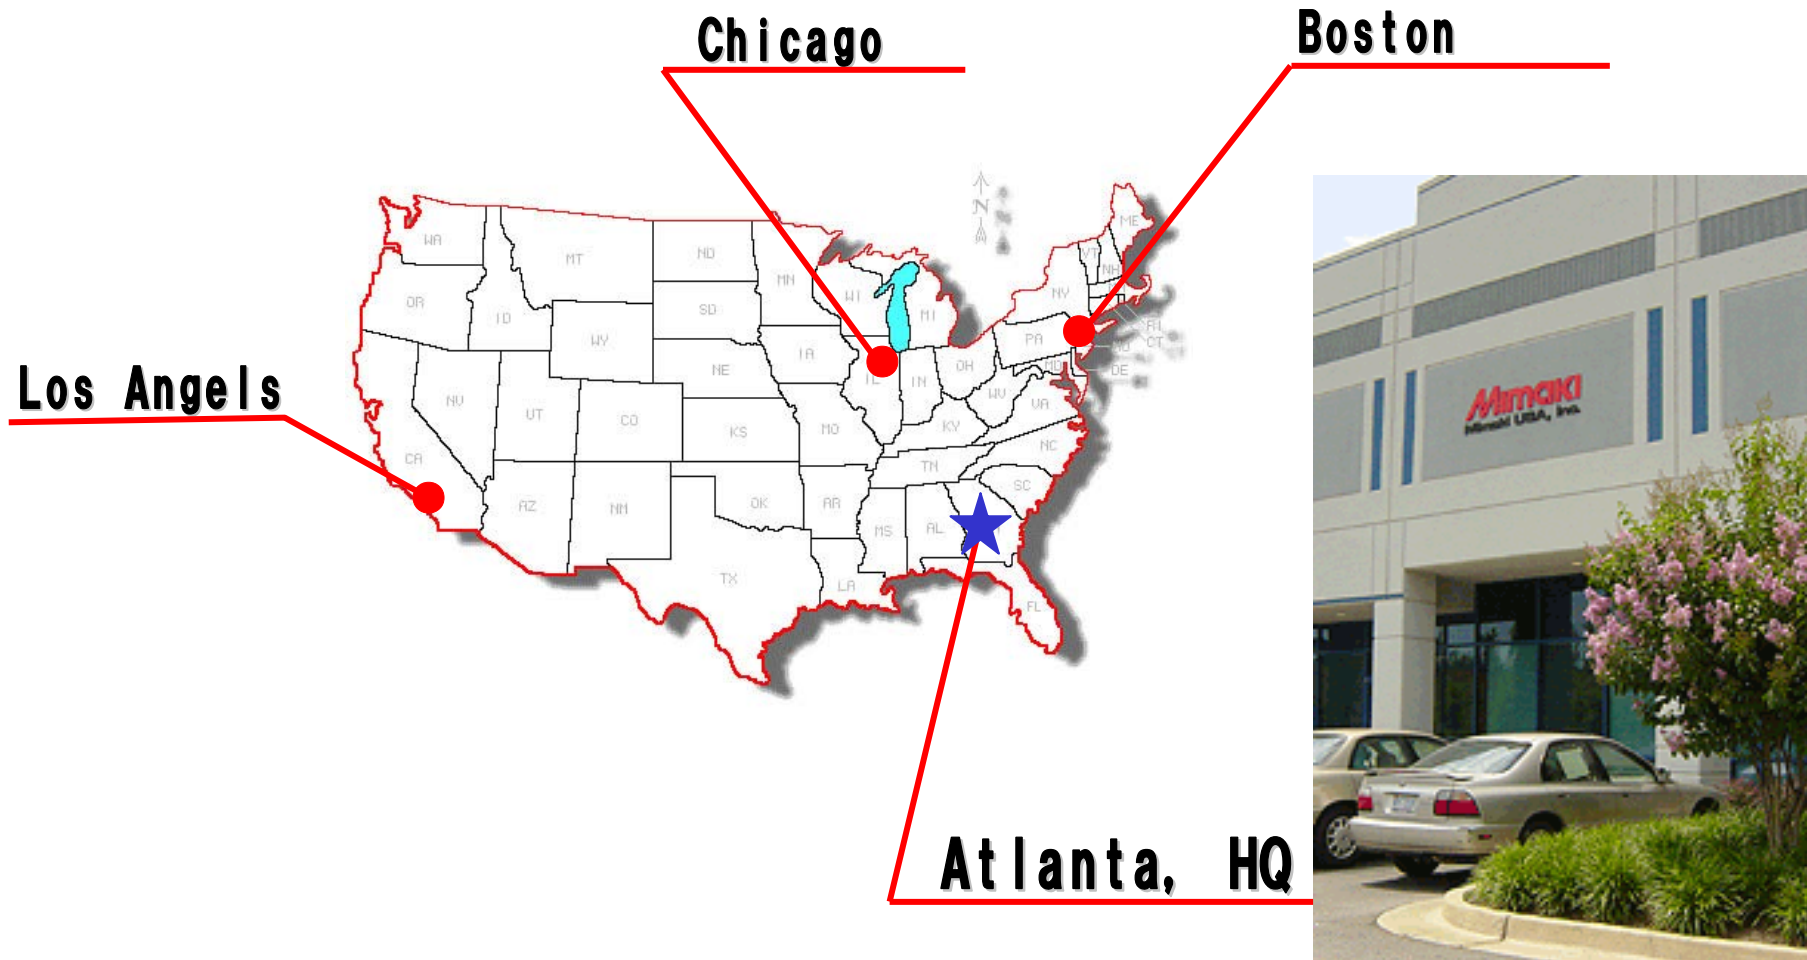 Chicago
Boston
Los Angels
Atlanta, HQ
N
WA
MT
ND
MN
ME
VT
NH
OR
ID
SD
WI
MI
NY
WY
IA
PA
RI
CT
NE
IL
IN
OH
MD
DE
NV
UT
CO
KS
MO
KY
WV
VA
CA
AZ
NM
OK
AR
TN
NC
SC
MS
AL
TX
LA
FL
Mimaki
Mimaki USA, Inc.